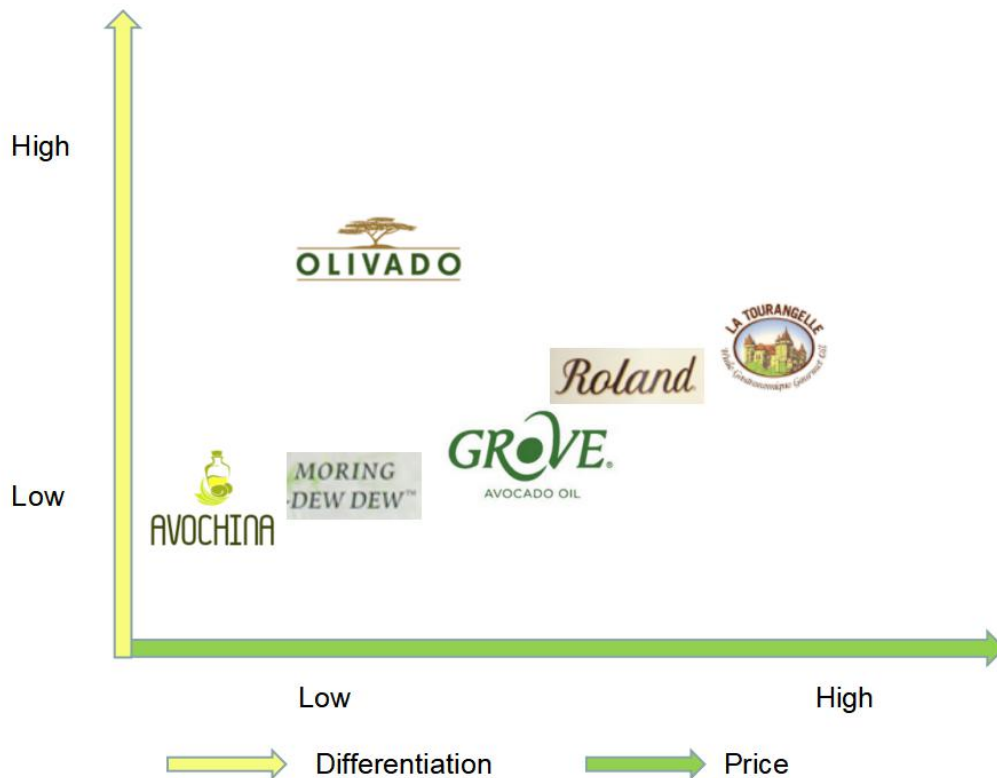 High
OLIVADO
LA TOURANGELLE
Roland
GROVE®
AVOCADO OIL
MORING
-DEW DEW™
Low
AVOCHINA
Low
High
Differentiation
Price